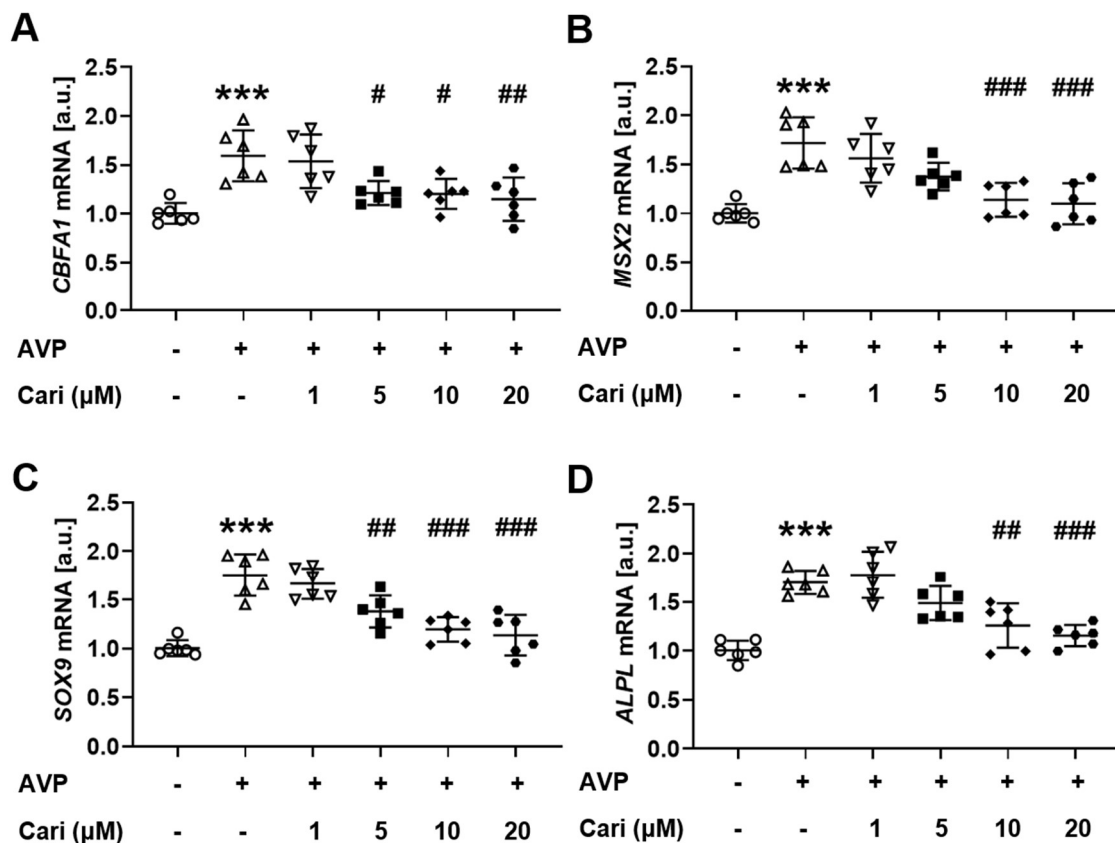 A
CBFA1 mRNA [a.u.]
2.5
2.0
1.5
1.0
0.5
0.0
*** # # ##
AVP - + + + + +
Cari (µM) - - 1 5 10 20
B
MSX2 mRNA [a.u.]
2.5
2.0
1.5
1.0
0.5
0.0
*** ### ###
AVP - + + + + +
Cari (µM) - - 1 5 10 20
C
SOX9 mRNA [a.u.]
2.5
2.0
1.5
1.0
0.5
0.0
*** ## ### ###
AVP - + + + + +
Cari (µM) - - 1 5 10 20
D
ALPL mRNA [a.u.]
2.5
2.0
1.5
1.0
0.5
0.0
*** ## ###
AVP - + + + + +
Cari (µM) - - 1 5 10 20